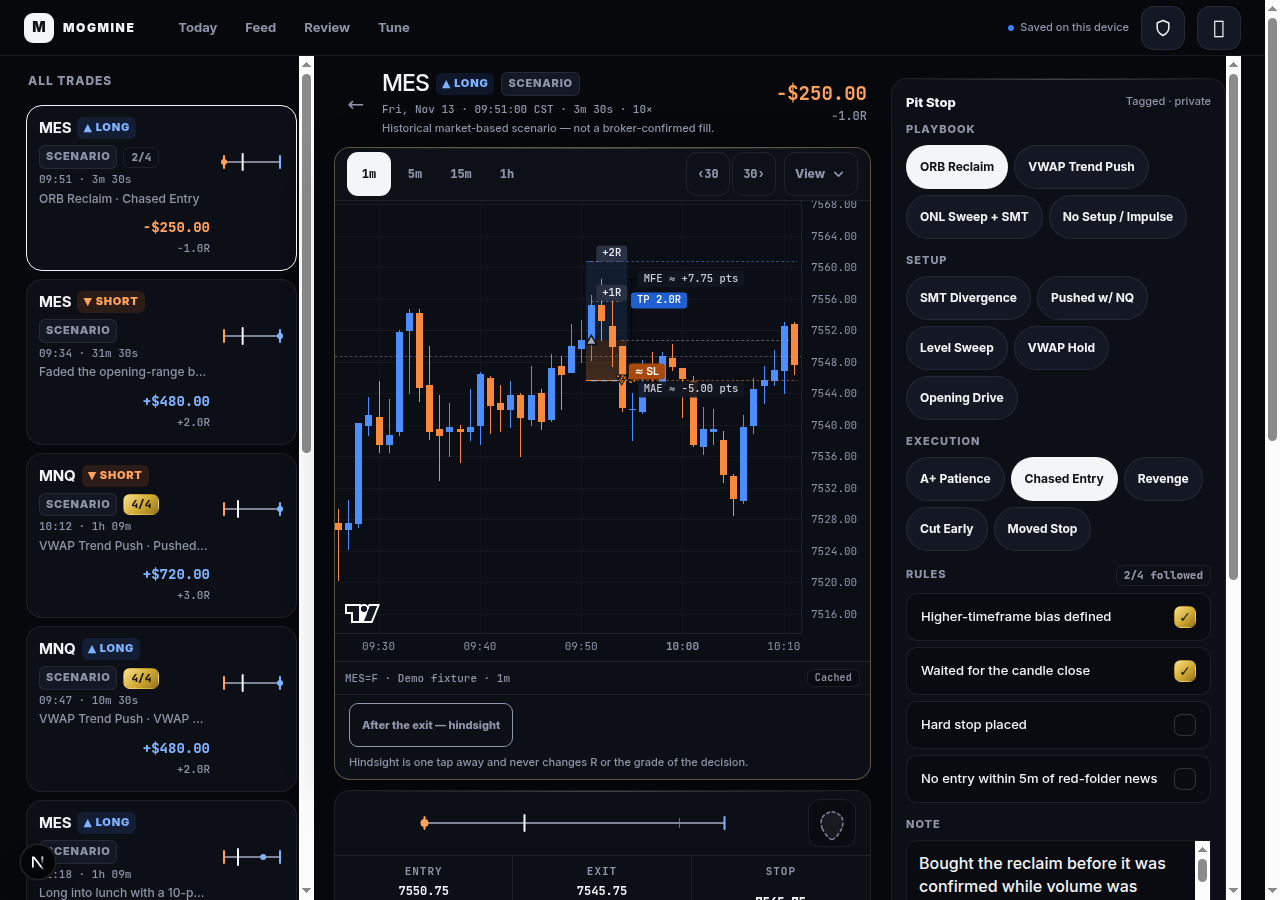 M MOGMINE Today Feed Review Tune Saved on this device
ALL TRADES
MES ▲ LONG
SCENARIO 2/4
09:51 · 3m 30s
ORB Reclaim · Chased Entry
-$250.00
-1.0R
MES ▼ SHORT
SCENARIO
09:34 · 31m 30s
Faded the opening-range b...
+$480.00
+2.0R
MNQ ▼ SHORT
SCENARIO 4/4
10:12 · 1h 09m
VWAP Trend Push · Pushed...
+$720.00
+3.0R
MNQ ▲ LONG
SCENARIO 4/4
09:47 · 10m 30s
VWAP Trend Push · VWAP ...
+$480.00
+2.0R
MES ▲ LONG
CENARIO
:18 · 1h 09m
Long into lunch with a 10-p...
N
← MES ▲ LONG SCENARIO
Fri, Nov 13 · 09:51:00 CST · 3m 30s · 10×
Historical market-based scenario — not a broker-confirmed fill.
-$250.00
-1.0R
1m 5m 15m 1h ‹30 30› View
7568.00
7564.00
7560.00
7556.00
7552.00
7548.00
7544.00
7540.00
7536.00
7532.00
7528.00
7524.00
7520.00
7516.00
+2R
MFE ≈ +7.75 pts
+1R
TP 2.0R
≈ SL
MAE ≈ -5.00 pts
09:30 09:40 09:50 10:00 10:10
MES=F · Demo fixture · 1m Cached
After the exit — hindsight
Hindsight is one tap away and never changes R or the grade of the decision.
ENTRY EXIT STOP
7550.75 7545.75
Pit Stop Tagged · private
PLAYBOOK
ORB Reclaim VWAP Trend Push
ONL Sweep + SMT No Setup / Impulse
SETUP
SMT Divergence Pushed w/ NQ
Level Sweep VWAP Hold
Opening Drive
EXECUTION
A+ Patience Chased Entry Revenge
Cut Early Moved Stop
RULES 2/4 followed
Higher-timeframe bias defined ✓
Waited for the candle close ✓
Hard stop placed
No entry within 5m of red-folder news
NOTE
Bought the reclaim before it was
confirmed while volume was